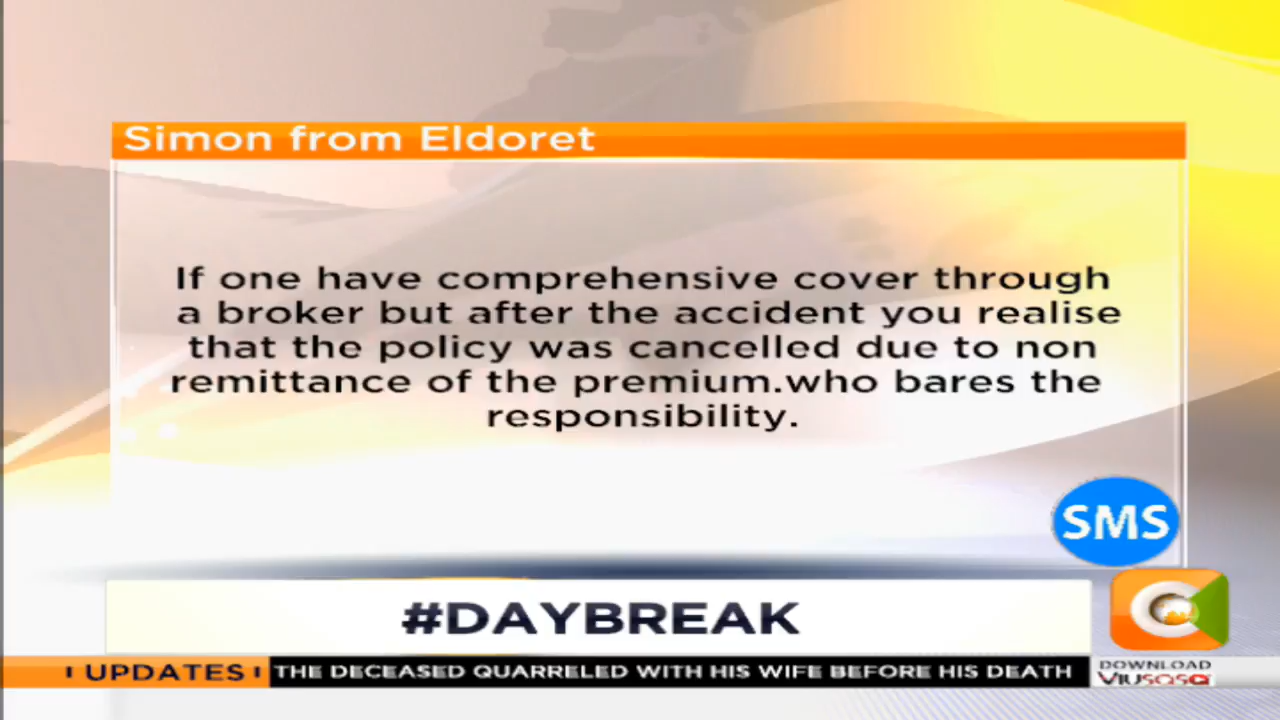 Simon from Eldoret
If one have comprehensive cover through
a broker but after the accident you realise
that the policy was cancelled due to non
remittance of the premium.who bares the
responsibility.
SMS
#DAYBREAK
UPDATES
THE DECEASED QUARRELED WITH HIS WIFE BEFORE HIS DEATH
DOWNLOAD
VIUSASA